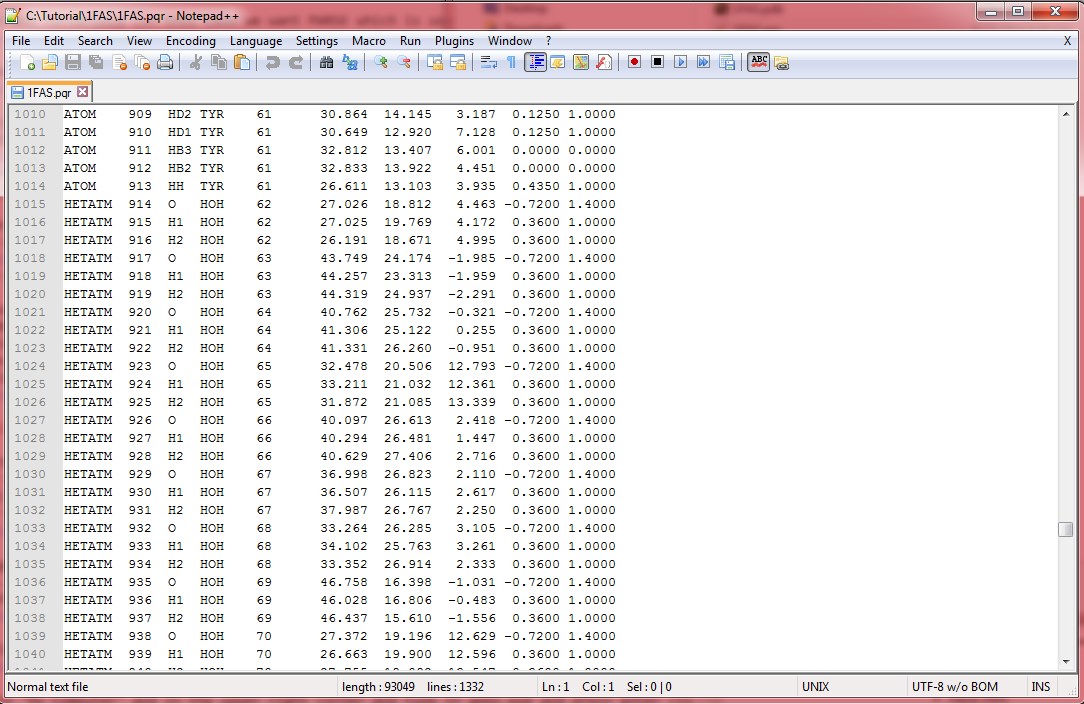 C:\Tutorial\1FAS\1FAS.pqr - Notepad++
File Edit Search View Encoding Language Settings Macro Run Plugins Window ? X
1FAS.pqr
1010 ATOM 909 HD2 TYR 61 30.864 14.145 3.187 0.1250 1.0000
1011 ATOM 910 HD1 TYR 61 30.649 12.920 7.128 0.1250 1.0000
1012 ATOM 911 HB3 TYR 61 32.812 13.407 6.001 0.0000 0.0000
1013 ATOM 912 HB2 TYR 61 32.833 13.922 4.451 0.0000 0.0000
1014 ATOM 913 HH TYR 61 26.611 13.103 3.935 0.4350 1.0000
1015 HETATM 914 O HOH 62 27.026 18.812 4.463 -0.7200 1.4000
1016 HETATM 915 H1 HOH 62 27.025 19.769 4.172 0.3600 1.0000
1017 HETATM 916 H2 HOH 62 26.191 18.671 4.995 0.3600 1.0000
1018 HETATM 917 O HOH 63 43.749 24.174 -1.985 -0.7200 1.4000
1019 HETATM 918 H1 HOH 63 44.257 23.313 -1.959 0.3600 1.0000
1020 HETATM 919 H2 HOH 63 44.319 24.937 -2.291 0.3600 1.0000
1021 HETATM 920 O HOH 64 40.762 25.732 -0.321 -0.7200 1.4000
1022 HETATM 921 H1 HOH 64 41.306 25.122 0.255 0.3600 1.0000
1023 HETATM 922 H2 HOH 64 41.331 26.260 -0.951 0.3600 1.0000
1024 HETATM 923 O HOH 65 32.478 20.506 12.793 -0.7200 1.4000
1025 HETATM 924 H1 HOH 65 33.211 21.032 12.361 0.3600 1.0000
1026 HETATM 925 H2 HOH 65 31.872 21.085 13.339 0.3600 1.0000
1027 HETATM 926 O HOH 66 40.097 26.613 2.418 -0.7200 1.4000
1028 HETATM 927 H1 HOH 66 40.294 26.481 1.447 0.3600 1.0000
1029 HETATM 928 H2 HOH 66 40.629 27.406 2.716 0.3600 1.0000
1030 HETATM 929 O HOH 67 36.998 26.823 2.110 -0.7200 1.4000
1031 HETATM 930 H1 HOH 67 36.507 26.115 2.617 0.3600 1.0000
1032 HETATM 931 H2 HOH 67 37.987 26.767 2.250 0.3600 1.0000
1033 HETATM 932 O HOH 68 33.264 26.285 3.105 -0.7200 1.4000
1034 HETATM 933 H1 HOH 68 34.102 25.763 3.261 0.3600 1.0000
1035 HETATM 934 H2 HOH 68 33.352 26.914 2.333 0.3600 1.0000
1036 HETATM 935 O HOH 69 46.758 16.398 -1.031 -0.7200 1.4000
1037 HETATM 936 H1 HOH 69 46.028 16.806 -0.483 0.3600 1.0000
1038 HETATM 937 H2 HOH 69 46.437 15.610 -1.556 0.3600 1.0000
1039 HETATM 938 O HOH 70 27.372 19.196 12.629 -0.7200 1.4000
1040 HETATM 939 H1 HOH 70 26.663 19.900 12.596 0.3600 1.0000
Normal text file length : 93049 lines : 1332 Ln : 1 Col : 1 Sel : 0 | 0 UNIX UTF-8 w/o BOM INS